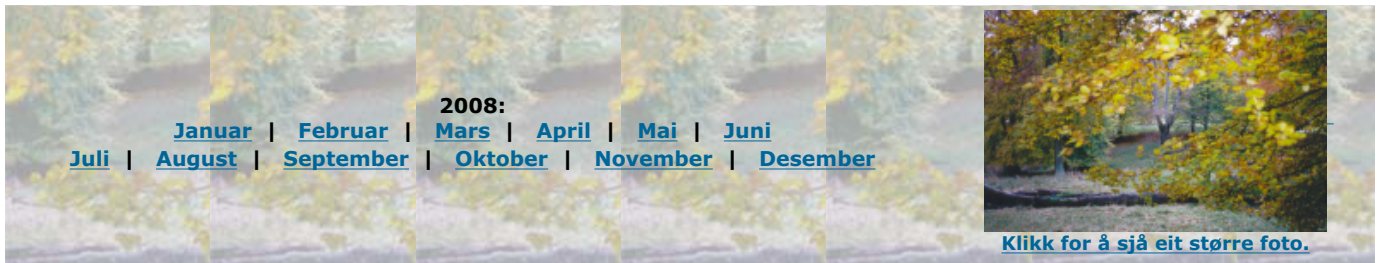 2008:
Januar | Februar | Mars | April | Mai | Juni
Juli | August | September | Oktober | November | Desember
Klikk for å sjå eit større foto.